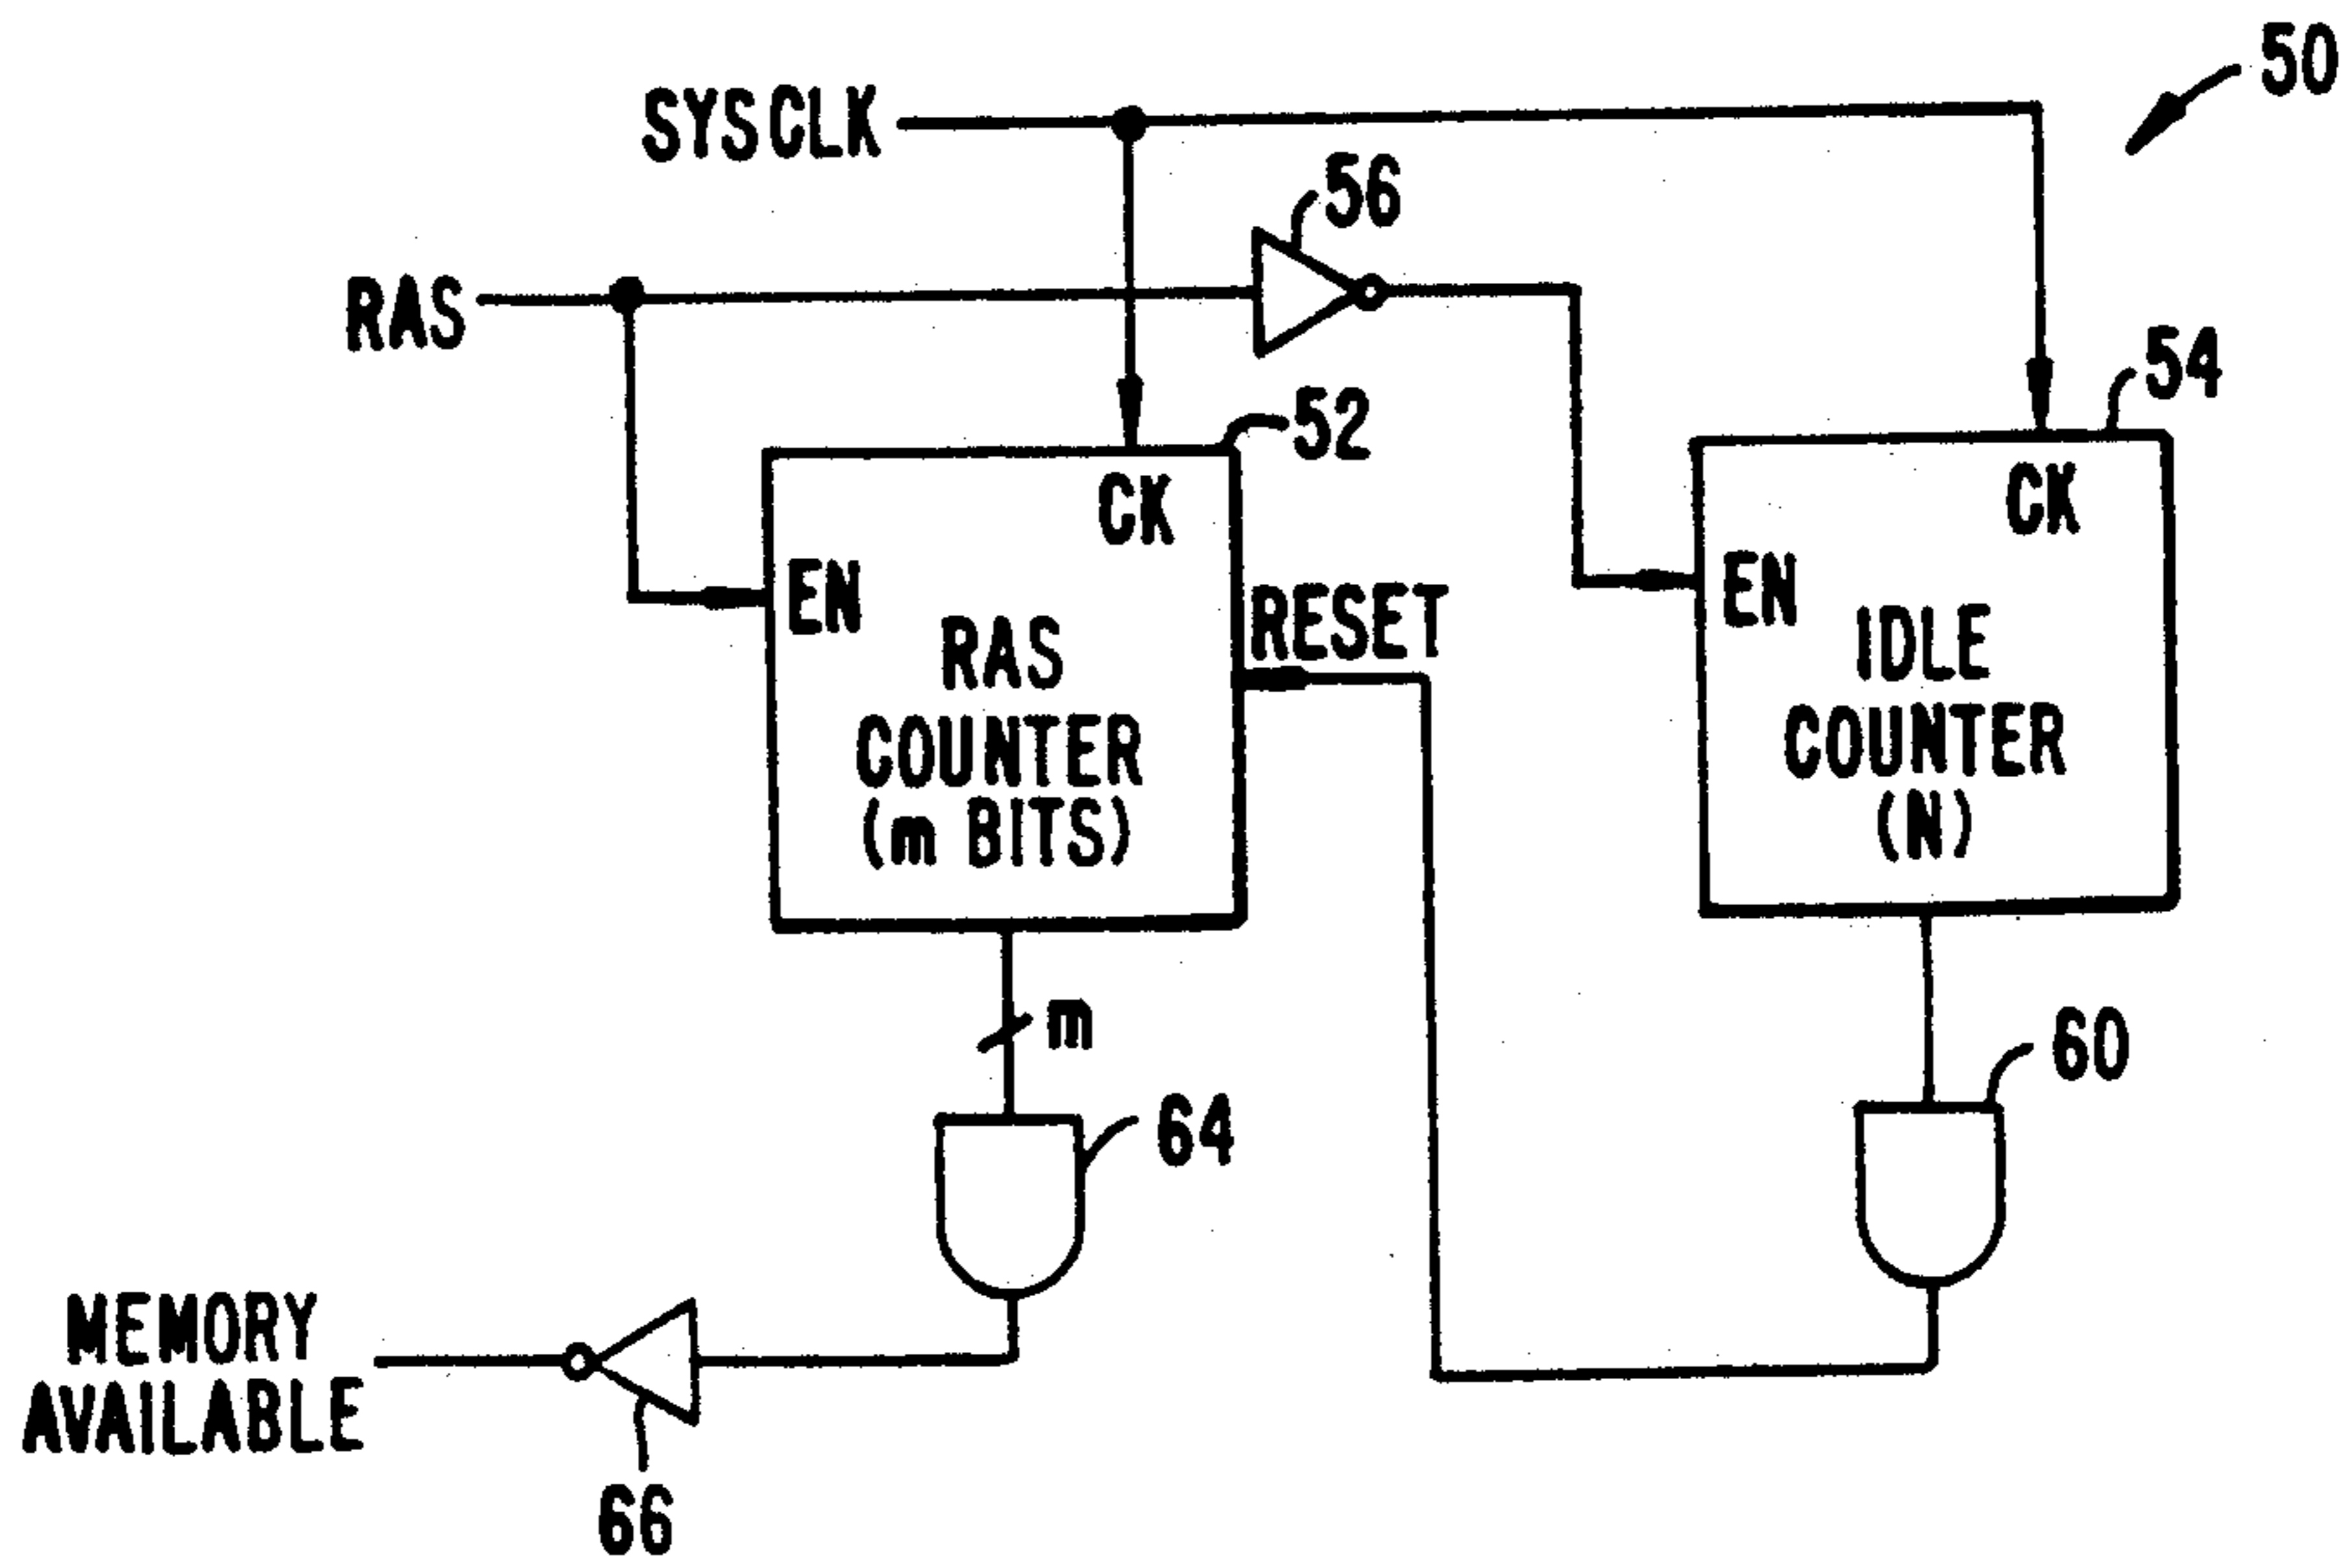 50
SYSCLK
56
RAS
54
52
CK
CK
EN
EN
RESET
RAS
COUNTER
(m BITS)
IDLE
COUNTER
(N)
m
60
64
MEMORY
AVAILABLE
66